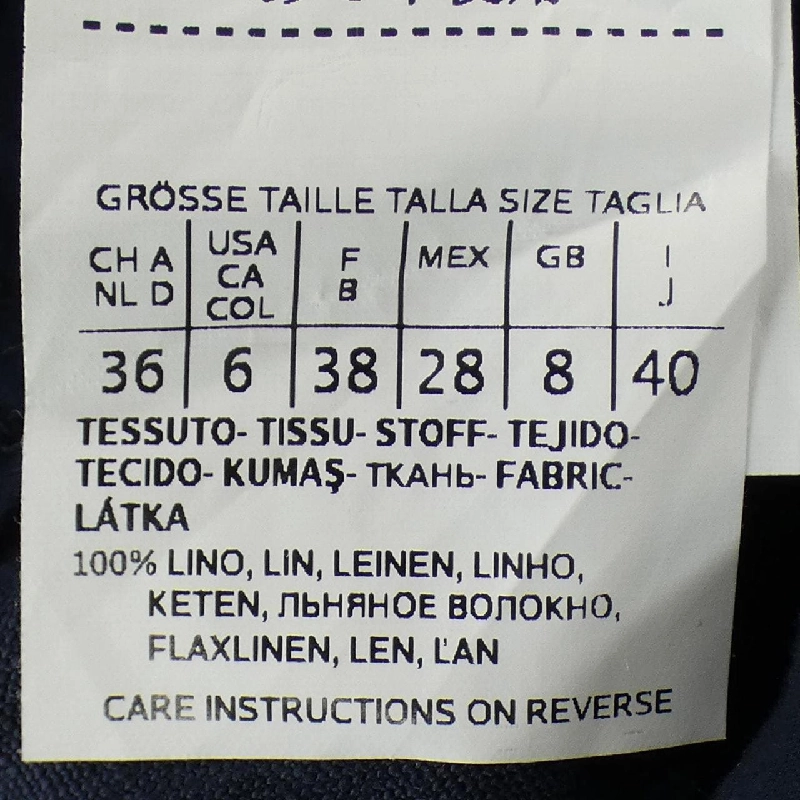 GRÖSSE TAILLE TALLA SIZE TAGLIA
CH A NL D | USA CA COL | F B | MEX | GB | I J
36 | 6 | 38 | 28 | 8 | 40
TESSUTO- TISSU- STOFF- TEJIDO-
TECIDO- KUMAŞ- ТКАНЬ- FABRIC-
LÁTKA
100% LINO, LIN, LEINEN, LINHO,
KETEN, ЛЬНЯНОЕ ВОЛОКНО,
FLAXLINEN, LEN, ĽAN
CARE INSTRUCTIONS ON REVERSE